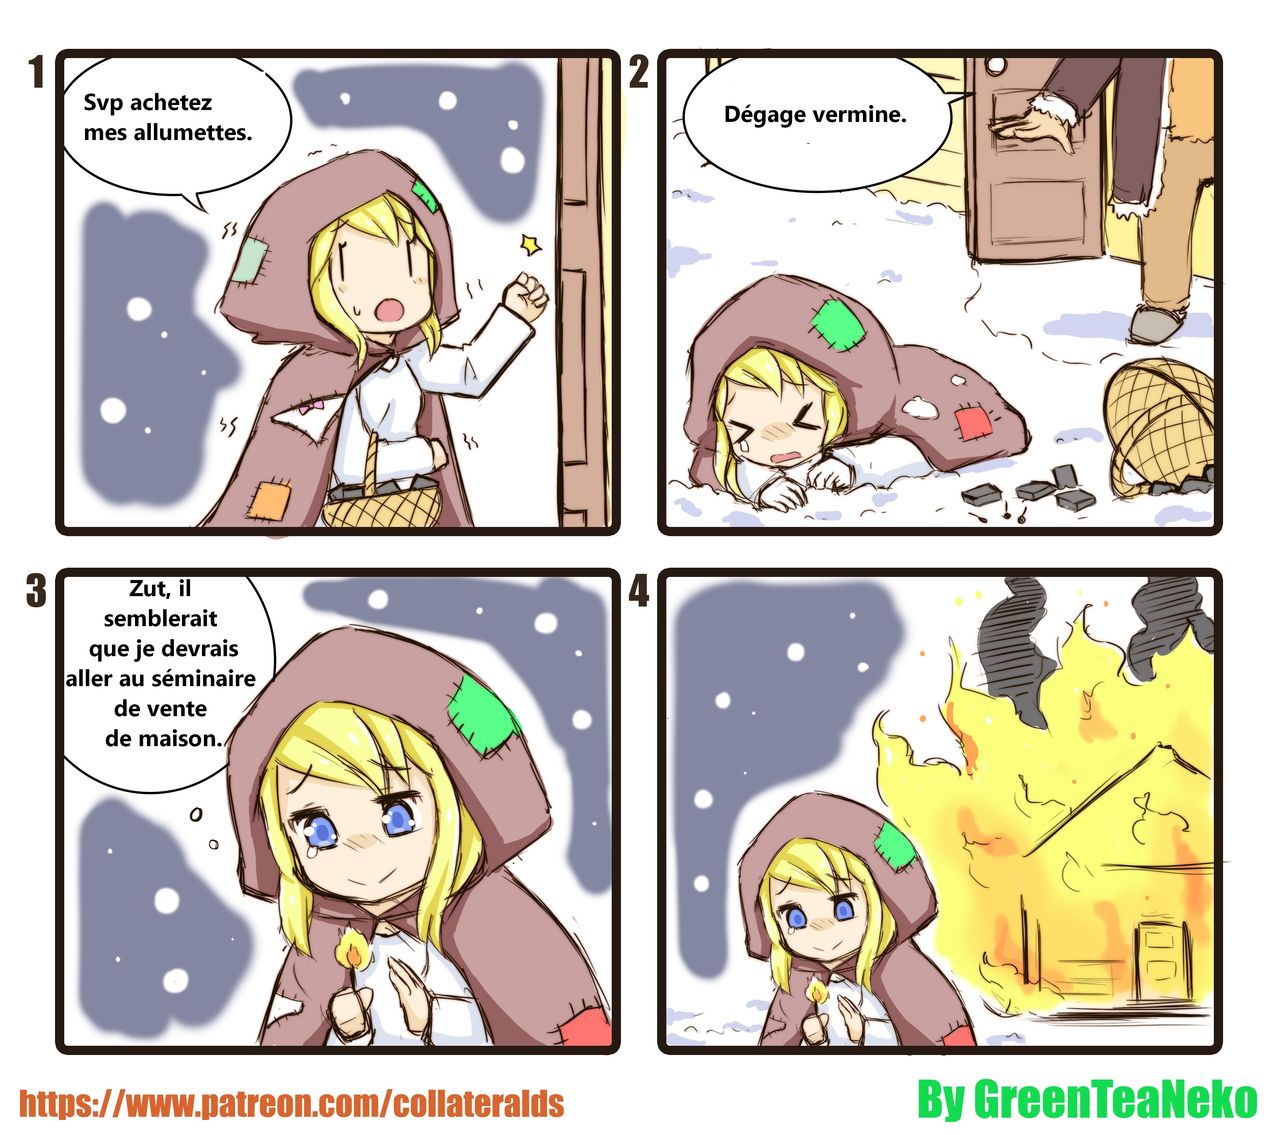 1
Svp achetez
mes allumettes.
2
Dégage vermine.
3
Zut, il
semblerait
que je devrais
aller au séminaire
de vente
de maison.
4
https://www.patreon.com/collateralds
By GreenTeaNeko